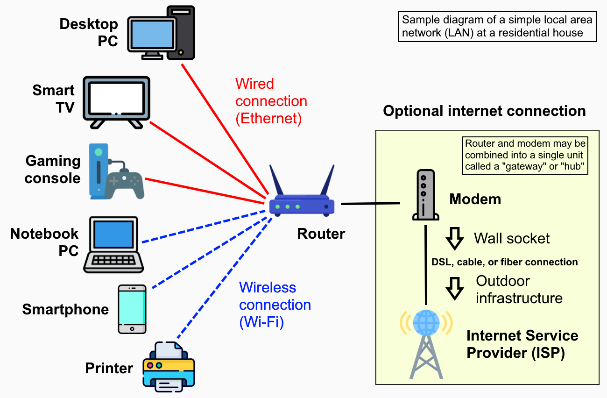 Desktop
PC
Sample diagram of a simple local area
network (LAN) at a residential house
Smart
TV
Wired
connection
(Ethernet)
Optional internet connection
Gaming
console
Router and modem may be
combined into a single unit
called a "gateway" or "hub"
Modem
Router
Notebook
PC
Wall socket
DSL, cable, or fiber connection
Outdoor
infrastructure
Smartphone
Wireless
connection
(Wi-Fi)
Internet Service
Provider (ISP)
Printer